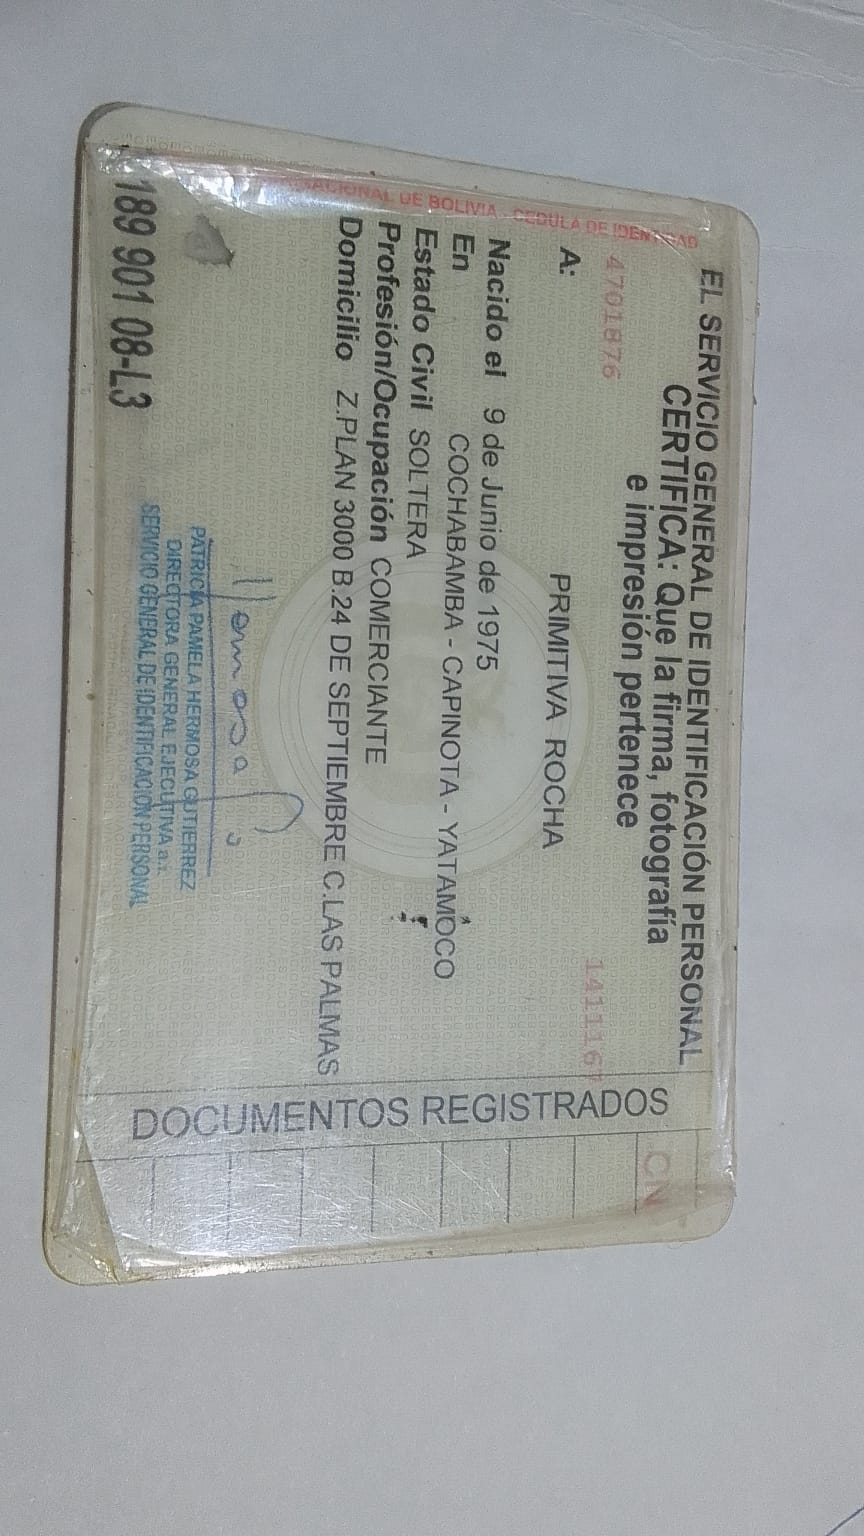 NACIONAL DE BOLIVIA - CEDULA DE IDENTIDAD
EL SERVICIO GENERAL DE IDENTIFICACIÓN PERSONAL
CERTIFICA: Que la firma, fotografía
e impresión pertenece
4701876
1411167
A: PRIMITIVA ROCHA
Nacido el 9 de Junio de 1975
En COCHABAMBA - CAPINOTA - YATAMOCO
Estado Civil SOLTERA
Profesión/Ocupación COMERCIANTE
Domicilio Z.PLAN 3000 B.24 DE SEPTIEMBRE C.LAS PALMAS
PATRICIA PAMELA HERMOSA GUTIERREZ
DIRECTORA GENERAL EJECUTIVA a.i.
SERVICIO GENERAL DE IDENTIFICACION PERSONAL
189 901 08-L3
DOCUMENTOS REGISTRADOS
CN